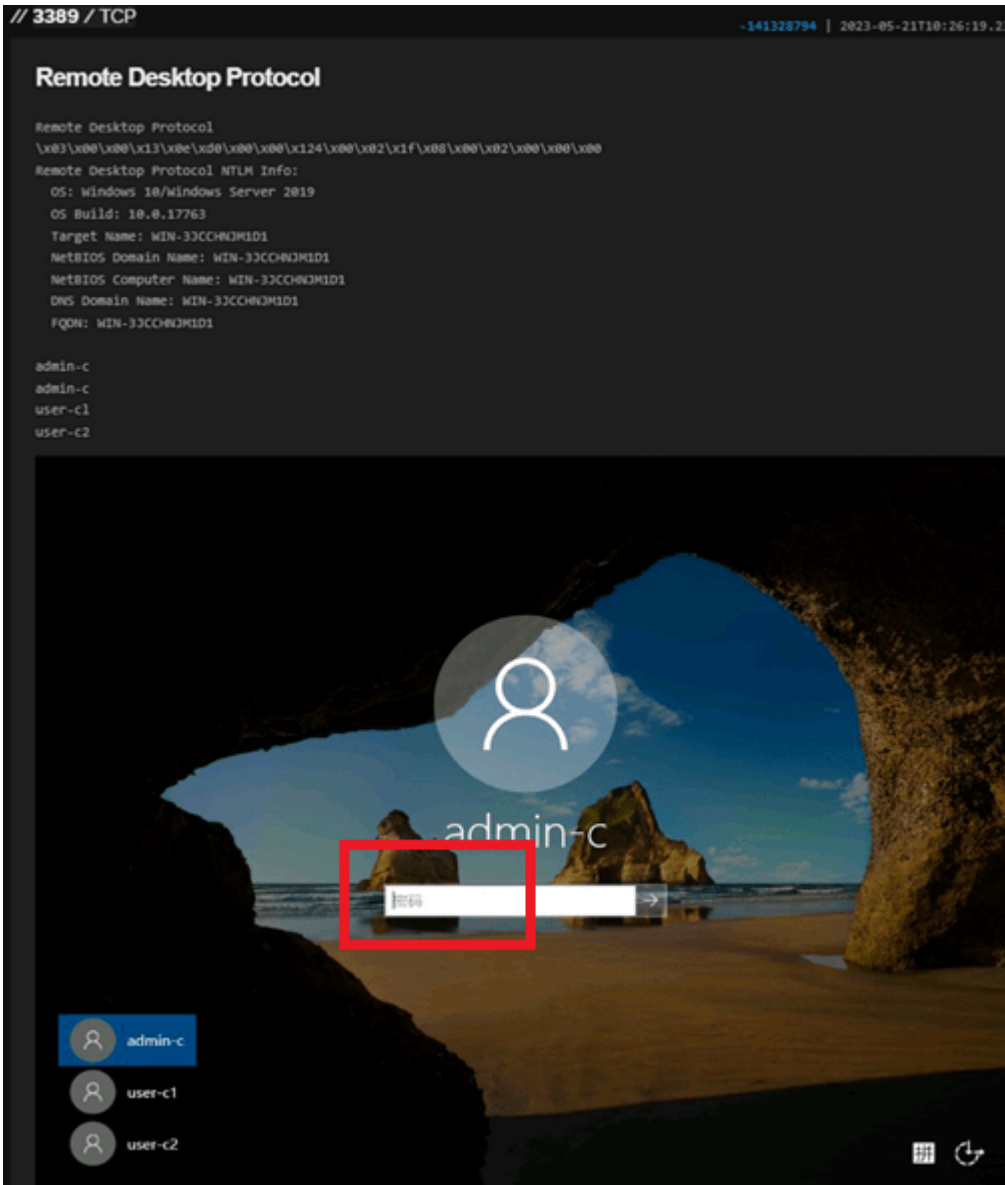 // 3389 / TCP
-141328794 | 2023-05-21T10:26:19.2
Remote Desktop Protocol
Remote Desktop Protocol
\x03\x00\x00\x13\x0e\xd0\x00\x00\x124\x00\x02\x1f\x08\x00\x02\x00\x00\x00
Remote Desktop Protocol NTLM Info:
OS: Windows 10/Windows Server 2019
OS Build: 10.0.17763
Target Name: WIN-3JCCHNJM1D1
NetBIOS Domain Name: WIN-3JCCHNJM1D1
NetBIOS Computer Name: WIN-3JCCHNJM1D1
DNS Domain Name: WIN-3JCCHNJM1D1
FQDN: WIN-3JCCHNJM1D1
admin-c
admin-c
user-c1
user-c2
admin-c
admin-c
user-c1
user-c2
拼